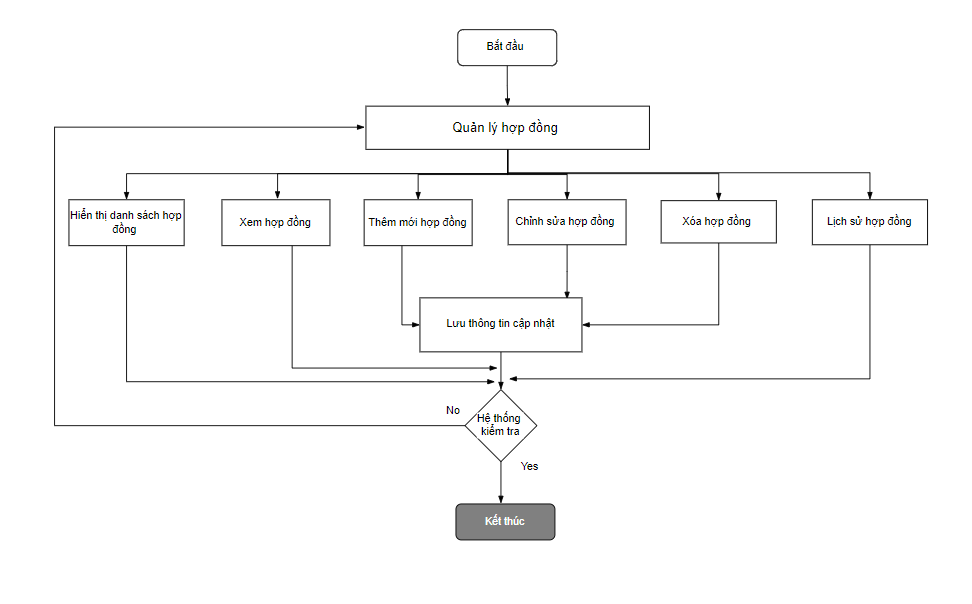 Bắt đầu
Quản lý hợp đồng
Hiển thị danh sách hợp
đồng
Xem hợp đồng
Thêm mới hợp đồng
Chỉnh sửa hợp đồng
Xóa hợp đồng
Lịch sử hợp đồng
Lưu thông tin cập nhật
No
Hệ thống
kiểm tra
Yes
Kết thúc